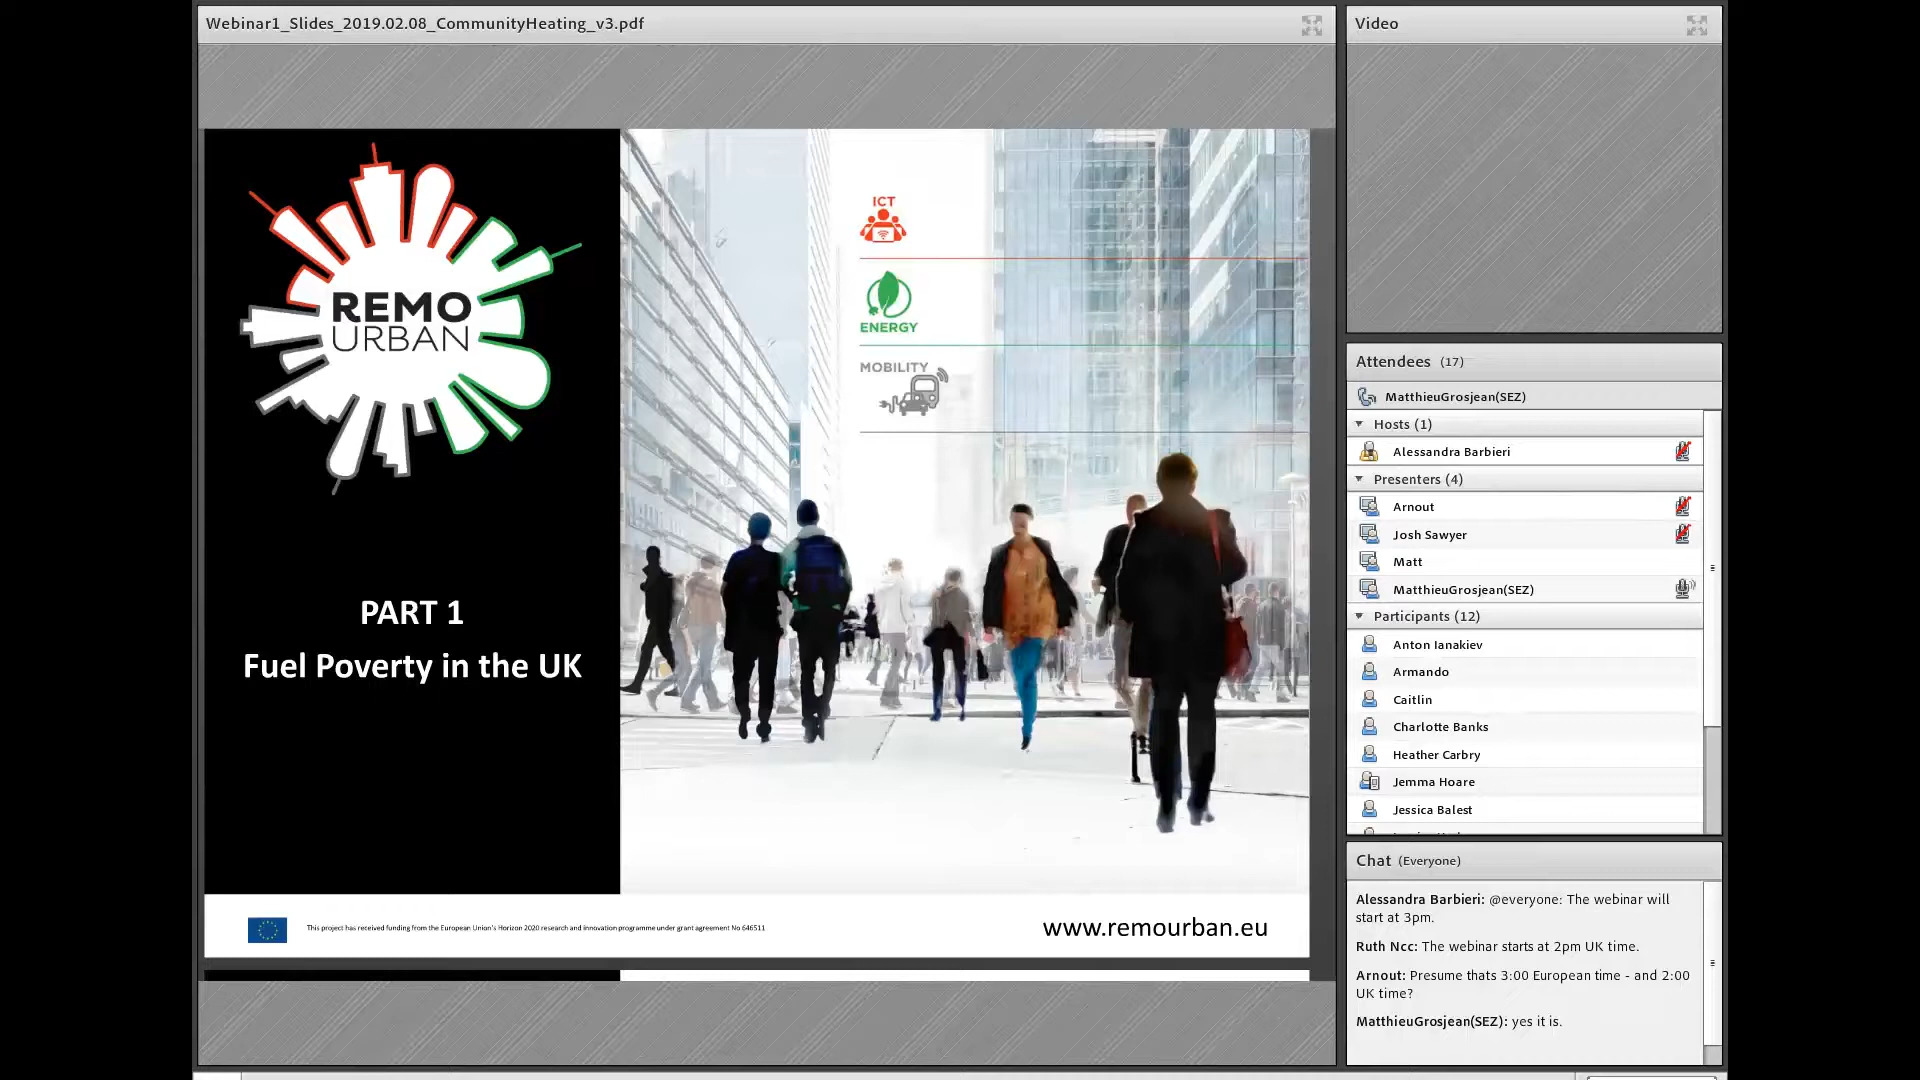 Webinar1_Slides_2019.02.08_CommunityHeating_v3.pdf
REMO
URBAN
PART 1
Fuel Poverty in the UK
ICT
ENERGY
MOBILITY
This project has received funding from the European Union's Horizon 2020 research and innovation programme under grant agreement No 646511
www.remourban.eu
Video
Attendees (17)
MatthieuGrosjean(SEZ)
Hosts (1)
Alessandra Barbieri
Presenters (4)
Arnout
Josh Sawyer
Matt
MatthieuGrosjean(SEZ)
Participants (12)
Anton Ianakiev
Armando
Caitlin
Charlotte Banks
Heather Carbry
Jemma Hoare
Jessica Balest
Chat (Everyone)
Alessandra Barbieri: @everyone: The webinar will
start at 3pm.
Ruth Ncc: The webinar starts at 2pm UK time.
Arnout: Presume thats 3:00 European time - and 2:00
UK time?
MatthieuGrosjean(SEZ): yes it is.